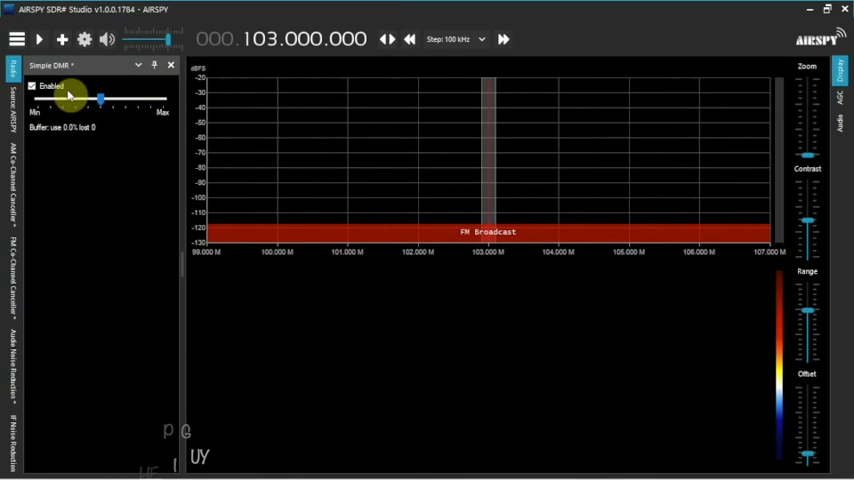 AIRSPY SDR# Studio v1.0.0.1784 - AIRSPY
000.103.000.000
Step: 100 kHz
AIRSPY
Radio
Source: AIRSPY
AM Co-Channel Canceller *
FM Co-Channel Canceller *
Audio Noise Reduction *
IF Noise Reduction
Simple DMR *
Enabled
Min Max
Buffer: use 0.0% lost 0
dBFS
-20
-30
-40
-50
-60
-70
-80
-90
-100
-110
-120
-130
FM Broadcast
99.000 M 100.000 M 101.000 M 102.000 M 103.000 M 104.000 M 105.000 M 106.000 M 107.000 M
Zoom
Contrast
Range
Offset
Display
AGC
Audio
P G
UY
HE